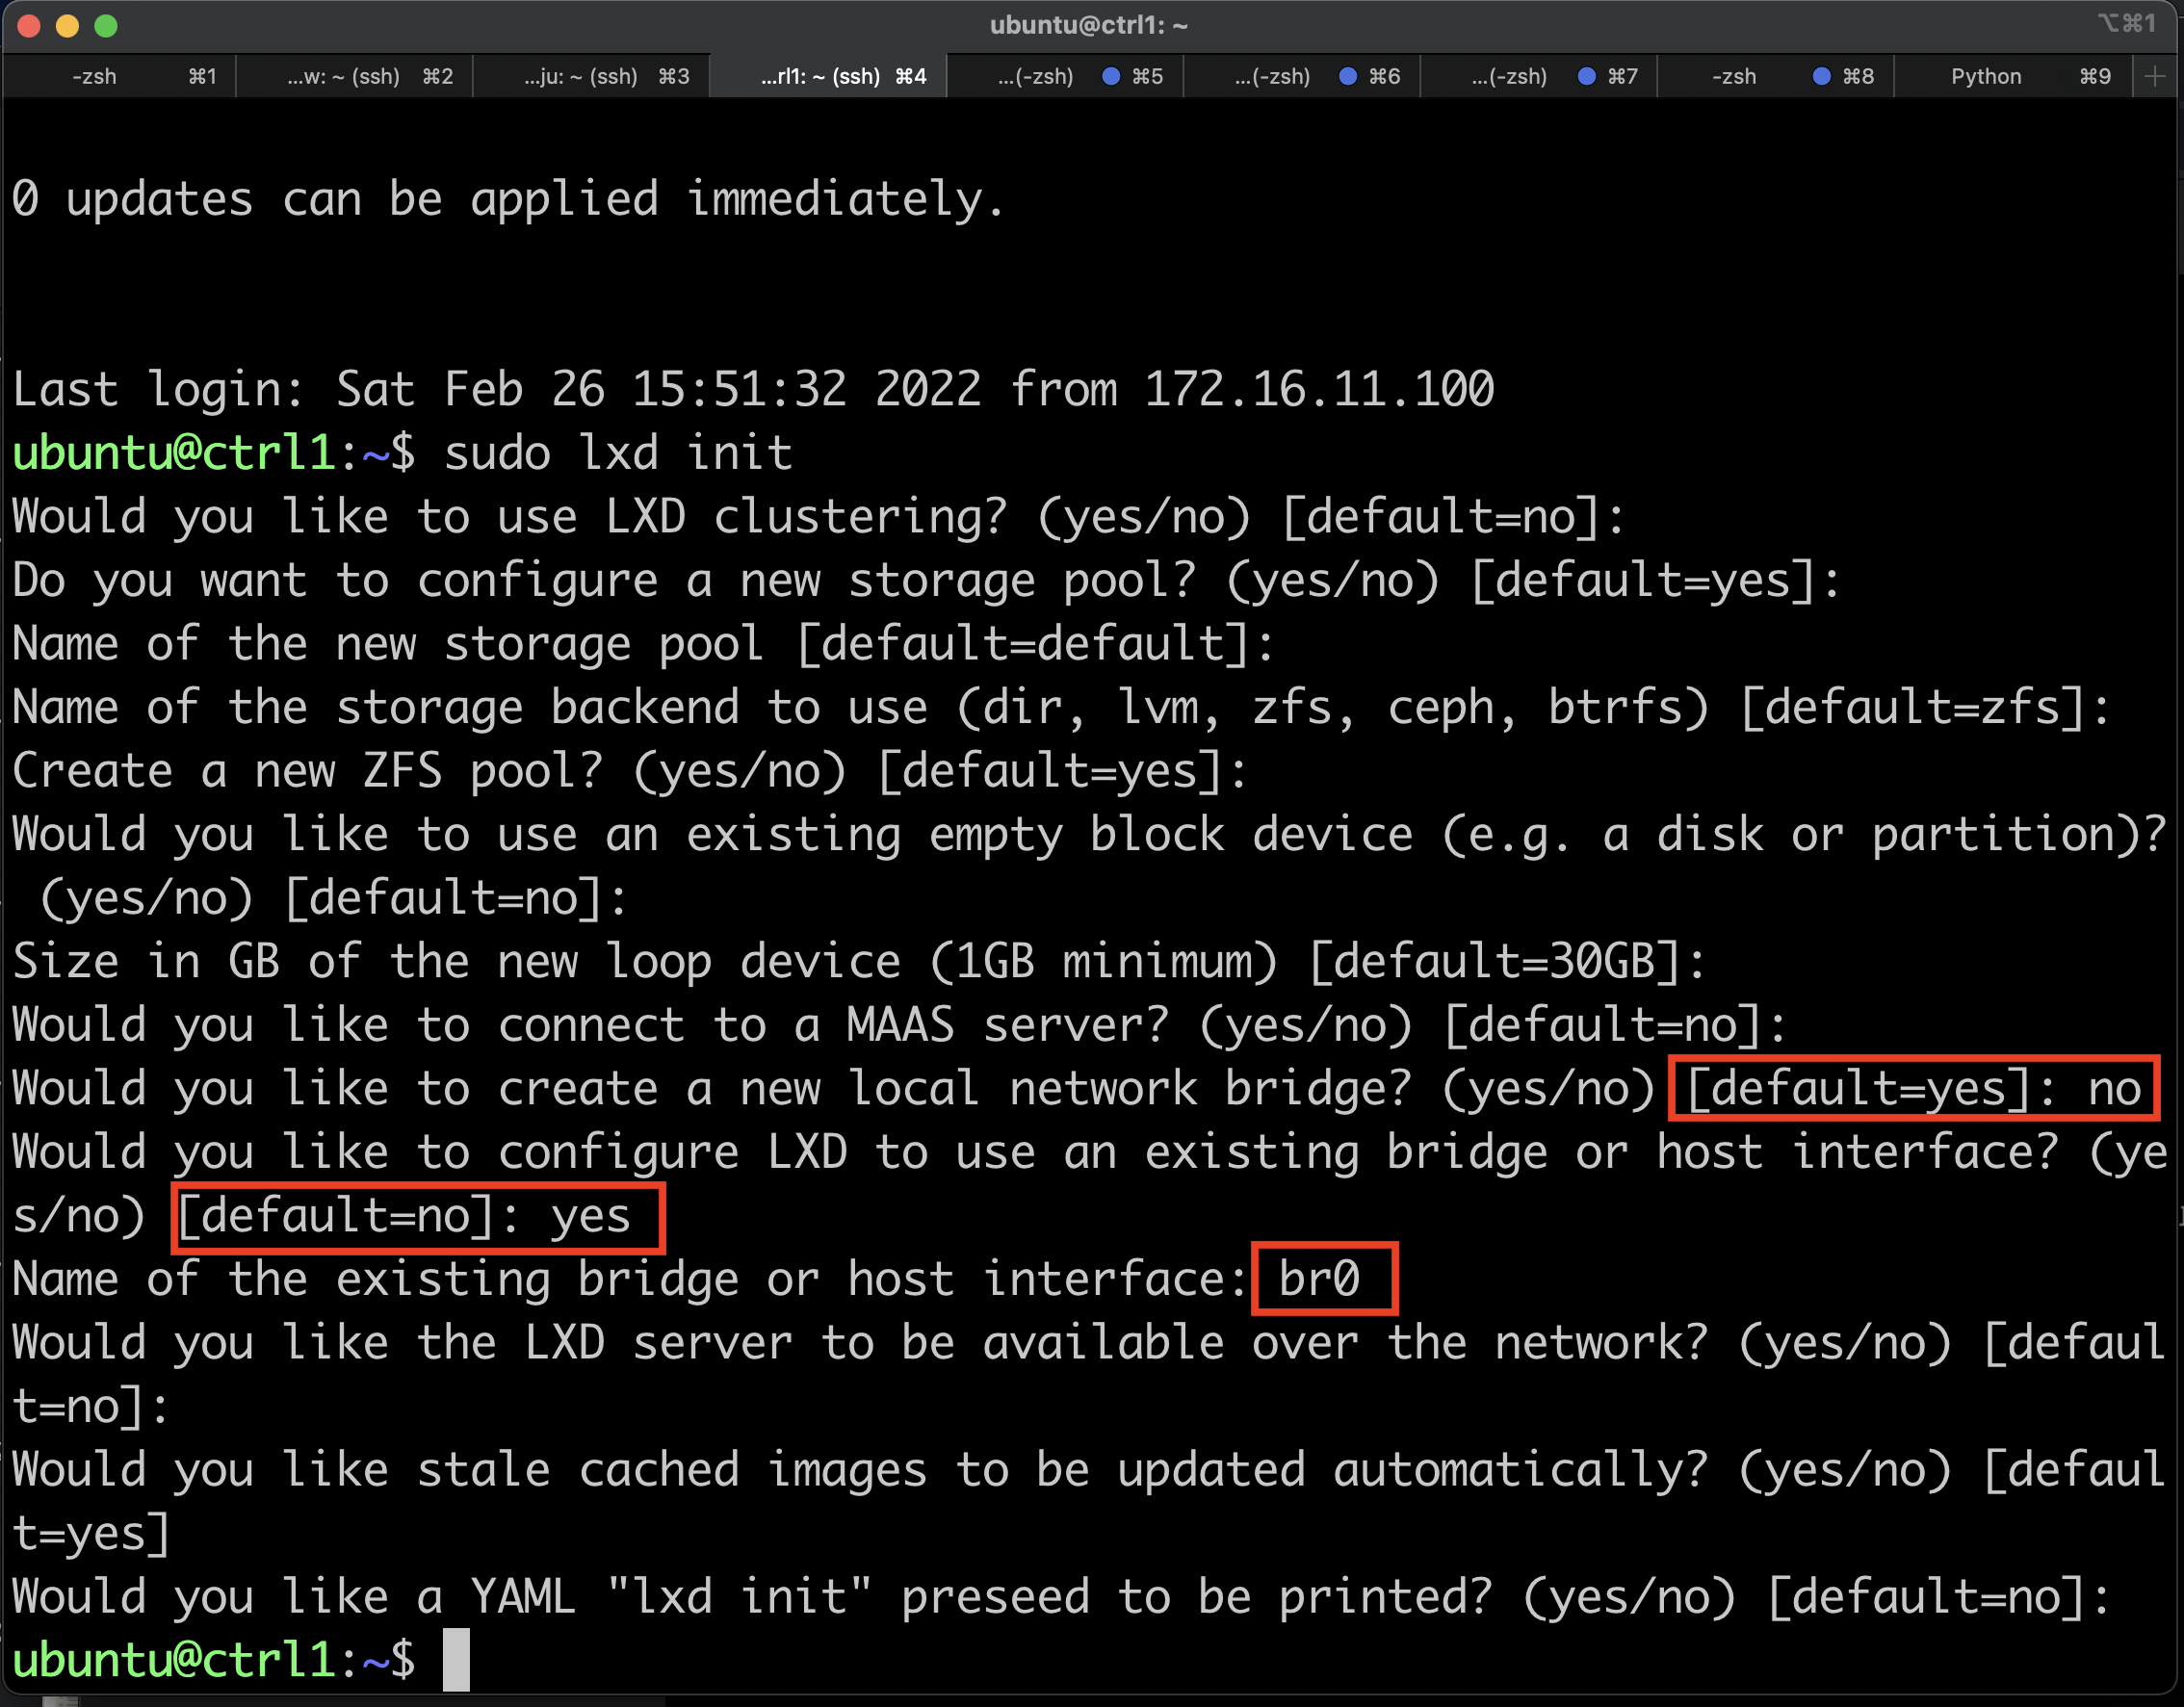 ubuntu@ctrl1: ~
⌥⌘1
-zsh ⌘1 ...w: ~ (ssh) ⌘2 ...ju: ~ (ssh) ⌘3 ...rl1: ~ (ssh) ⌘4 ...(-zsh) ⌘5 ...(-zsh) ⌘6 ...(-zsh) ⌘7 -zsh ⌘8 Python ⌘9
0 updates can be applied immediately.
Last login: Sat Feb 26 15:51:32 2022 from 172.16.11.100
ubuntu@ctrl1:~$ sudo lxd init
Would you like to use LXD clustering? (yes/no) [default=no]:
Do you want to configure a new storage pool? (yes/no) [default=yes]:
Name of the new storage pool [default=default]:
Name of the storage backend to use (dir, lvm, zfs, ceph, btrfs) [default=zfs]:
Create a new ZFS pool? (yes/no) [default=yes]:
Would you like to use an existing empty block device (e.g. a disk or partition)?
(yes/no) [default=no]:
Size in GB of the new loop device (1GB minimum) [default=30GB]:
Would you like to connect to a MAAS server? (yes/no) [default=no]:
Would you like to create a new local network bridge? (yes/no) [default=yes]: no
Would you like to configure LXD to use an existing bridge or host interface? (ye
s/no) [default=no]: yes
Name of the existing bridge or host interface: br0
Would you like the LXD server to be available over the network? (yes/no) [defaul
t=no]:
Would you like stale cached images to be updated automatically? (yes/no) [defaul
t=yes]
Would you like a YAML "lxd init" preseed to be printed? (yes/no) [default=no]:
ubuntu@ctrl1:~$